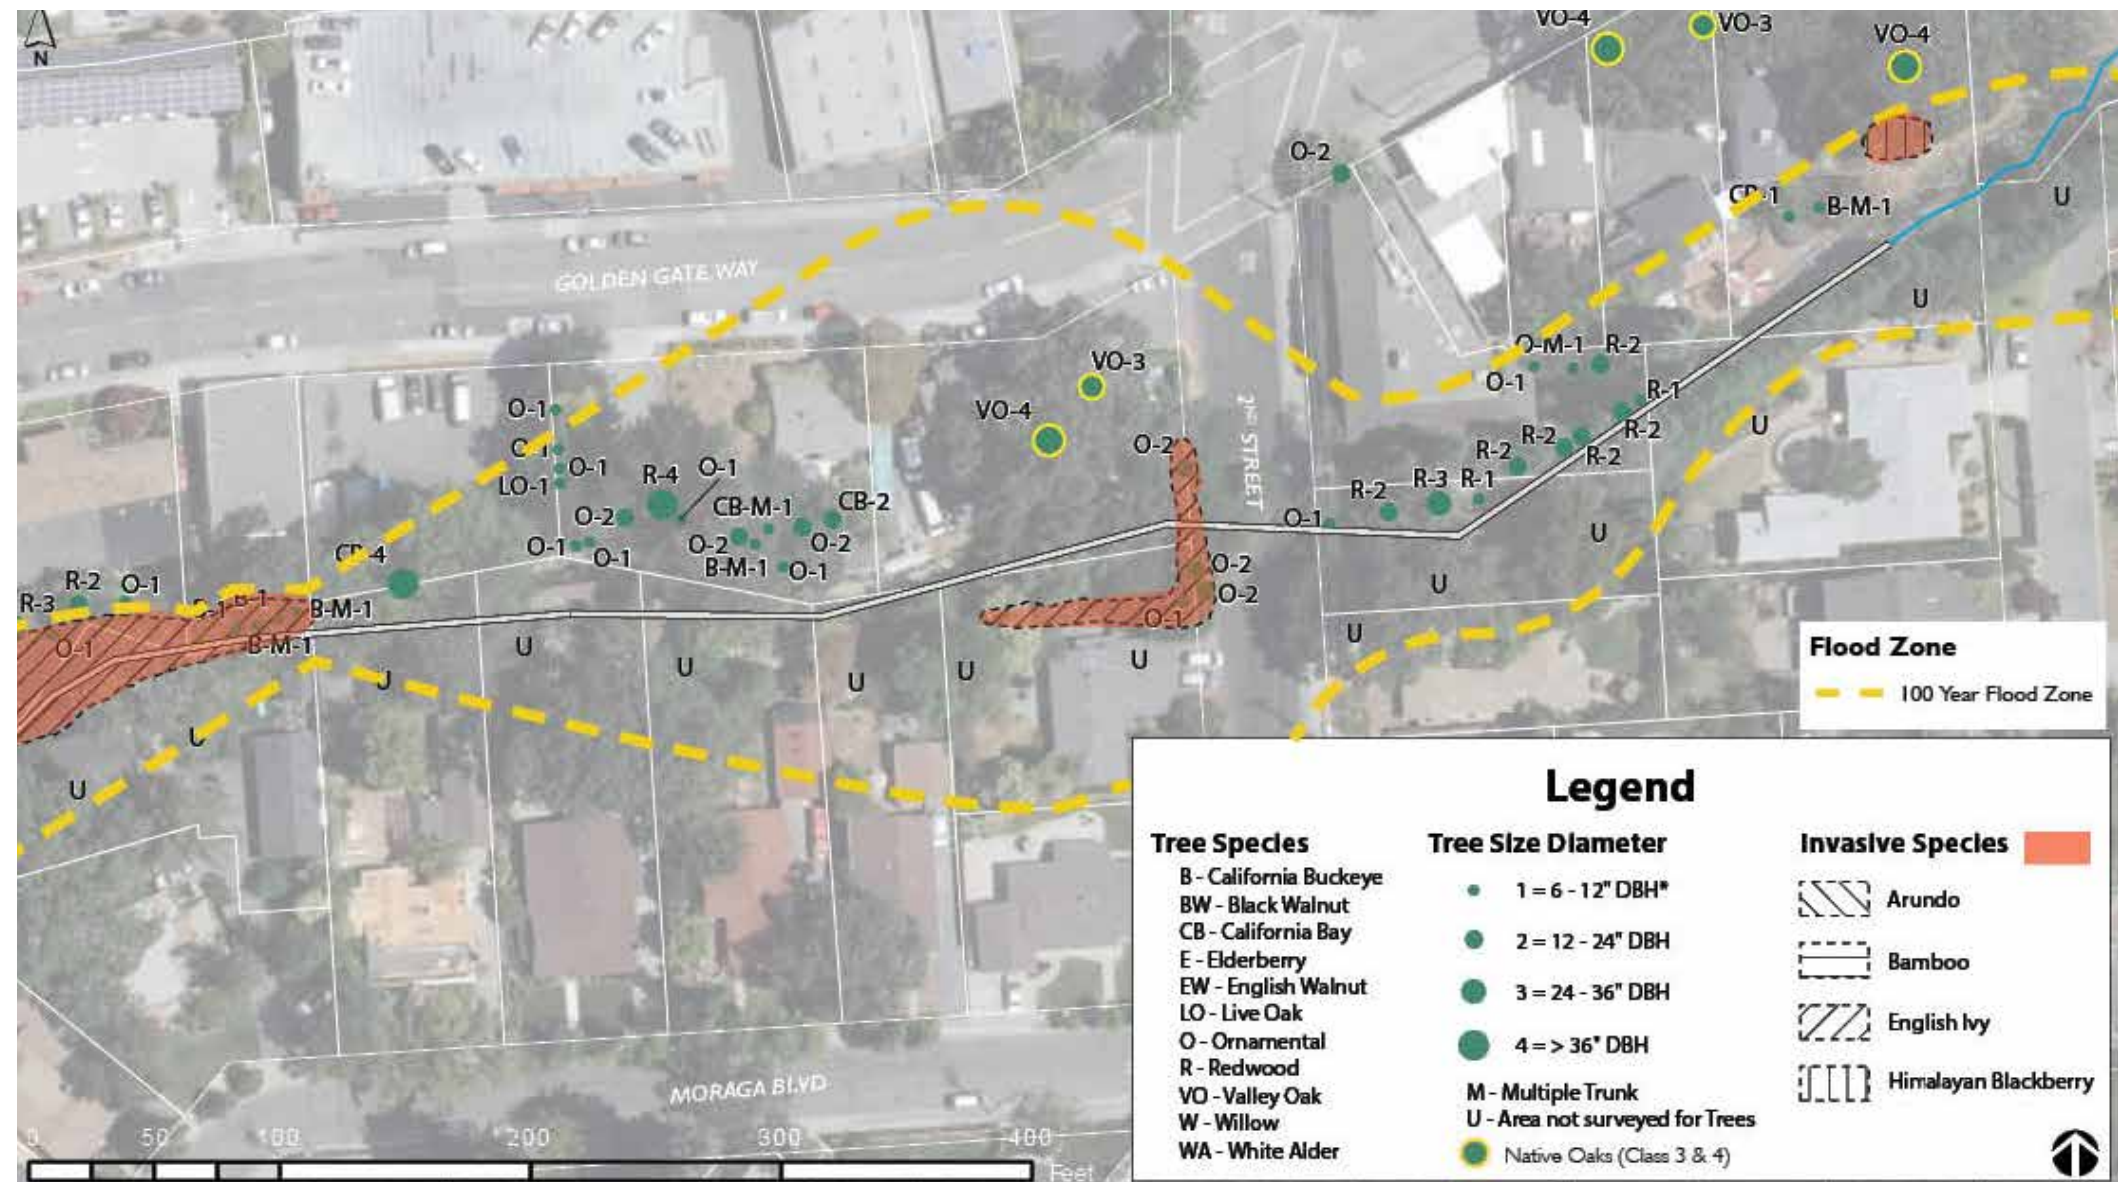 N
VO-4
VO-3
VO-4
O-2
CB-1
B-M-1
U
GOLDEN GATE WAY
U
O-M-1
R-2
VO-3
O-1
R-1
VO-4
O-1
2ND STREET
U
R-2
R-2
O-1
O-2
R-2
R-2
O-1
R-4
O-1
LO-1
R-3
R-1
R-2
CB-M-1
CB-2
O-2
O-1
U
O-1
O-1
O-2
O-2
CB-4
B-M-1
O-1
O-2
R-2
O-1
U
R-3
B-1
B-M-1
O-2
O-1
U
O-1
B-M-1
U
U
U
U
U
U
U
U
Flood Zone
100 Year Flood Zone
U
Legend
Tree Species
B - California Buckeye
BW - Black Walnut
CB - California Bay
E - Elderberry
EW - English Walnut
LO - Live Oak
O - Ornamental
R - Redwood
VO - Valley Oak
W - Willow
WA - White Alder
Tree Size Diameter
1 = 6 - 12" DBH*
2 = 12 - 24" DBH
3 = 24 - 36" DBH
4 = > 36" DBH
M - Multiple Trunk
U - Area not surveyed for Trees
Native Oaks (Class 3 & 4)
Invasive Species
Arundo
Bamboo
English Ivy
Himalayan Blackberry
MORAGA BLVD
0 50 100 200 300 400
Feet